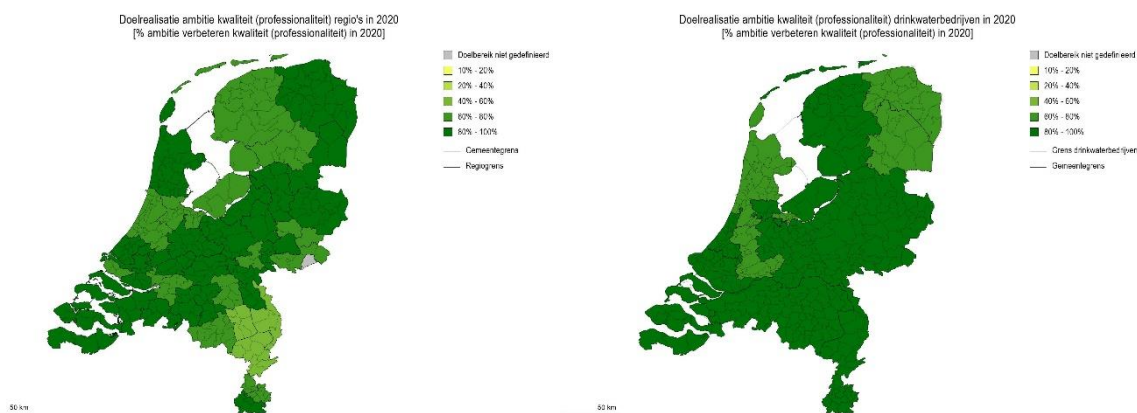 Doelrealisatie ambitie kwaliteit (professionaliteit) regio's in 2020
[% ambitie verbeteren kwaliteit (professionaliteit) in 2020]
Doelbereik niet gedefinieerd
10% - 20%
20% - 40%
40% - 60%
60% - 80%
80% - 100%
Gemeentegrens
Regiogrens
50 km
Doelrealisatie ambitie kwaliteit (professionaliteit) drinkwaterbedrijven in 2020
[% ambitie verbeteren kwaliteit (professionaliteit) in 2020]
Doelbereik niet gedefinieerd
10% - 20%
20% - 40%
40% - 60%
60% - 80%
80% - 100%
Grens drinkwaterbedrijven
Gemeentegrens
50 km